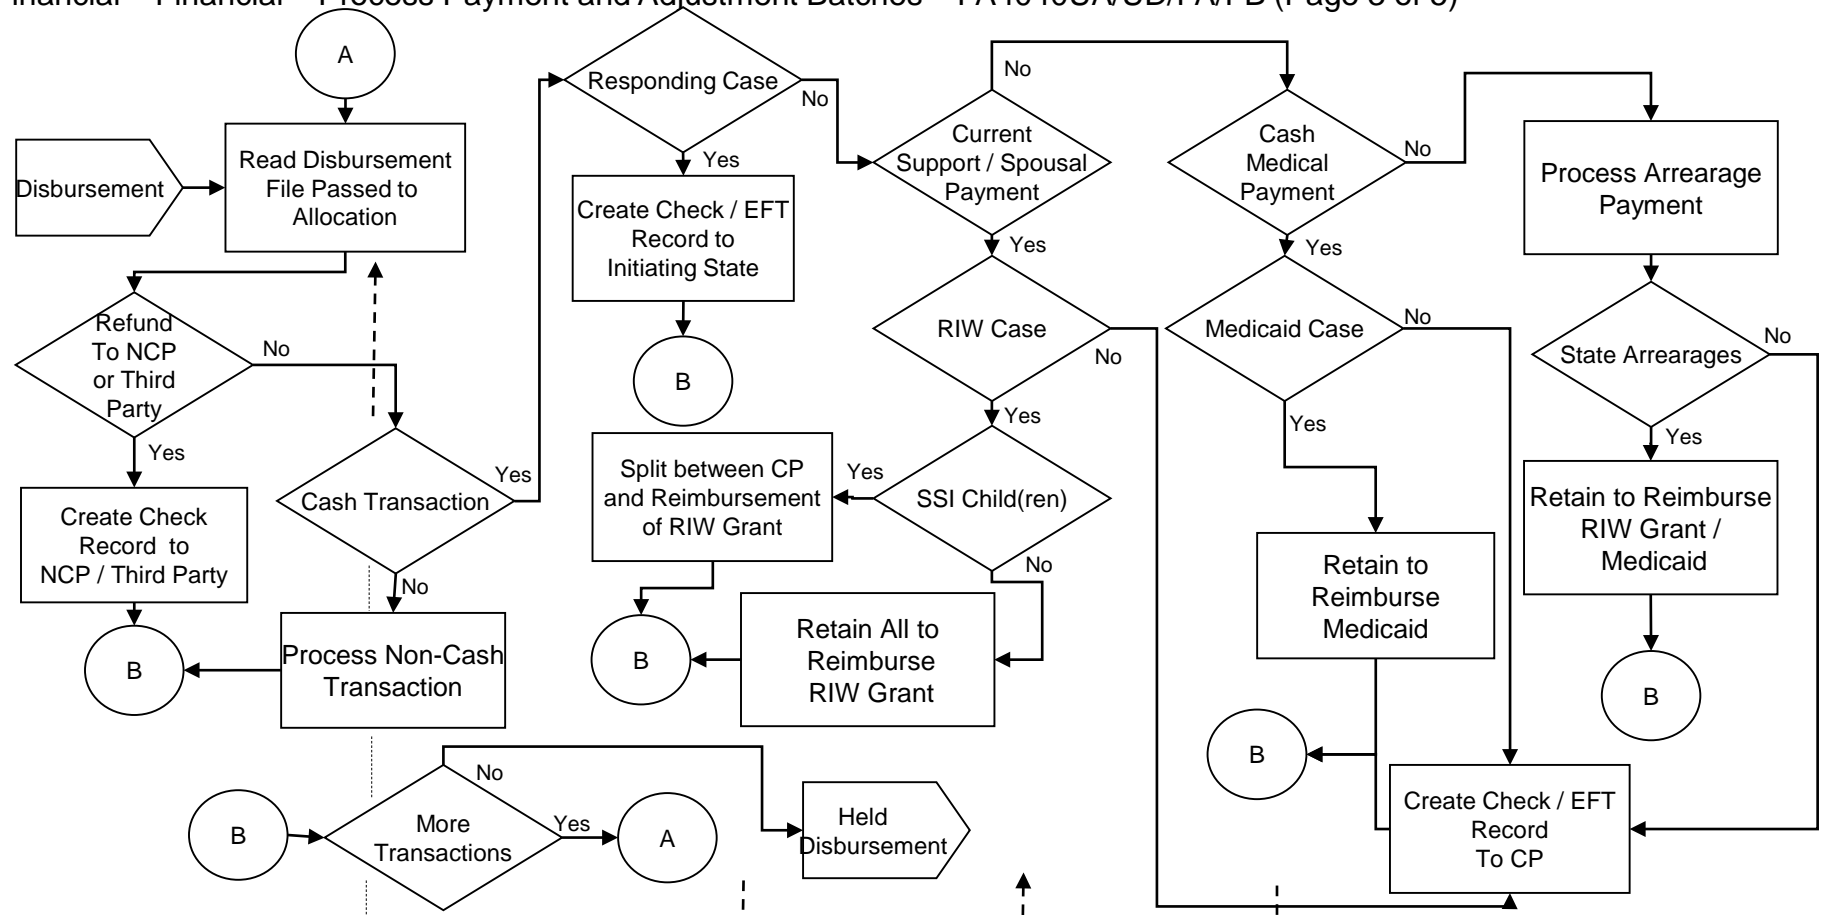 A
Disbursement
Read Disbursement
File Passed to
Allocation
Refund
To NCP
or Third
Party
No
Yes
Create Check
Record to
NCP / Third Party
B
Cash Transaction
Yes
No
Process Non-Cash
Transaction
Responding Case
No
Yes
Create Check / EFT
Record to
Initiating State
B
Current
Support / Spousal
Payment
No
Yes
RIW Case
No
Yes
SSI Child(ren)
Yes
No
Split between CP
and Reimbursement
of RIW Grant
B
Retain All to
Reimburse
RIW Grant
Cash
Medical
Payment
No
Yes
Medicaid Case
No
Yes
Retain to
Reimburse
Medicaid
B
Process Arrearage
Payment
State Arrearages
No
Yes
Retain to Reimburse
RIW Grant /
Medicaid
B
Create Check / EFT
Record
To CP
B
More
Transactions
No
Yes
A
Held
Disbursement